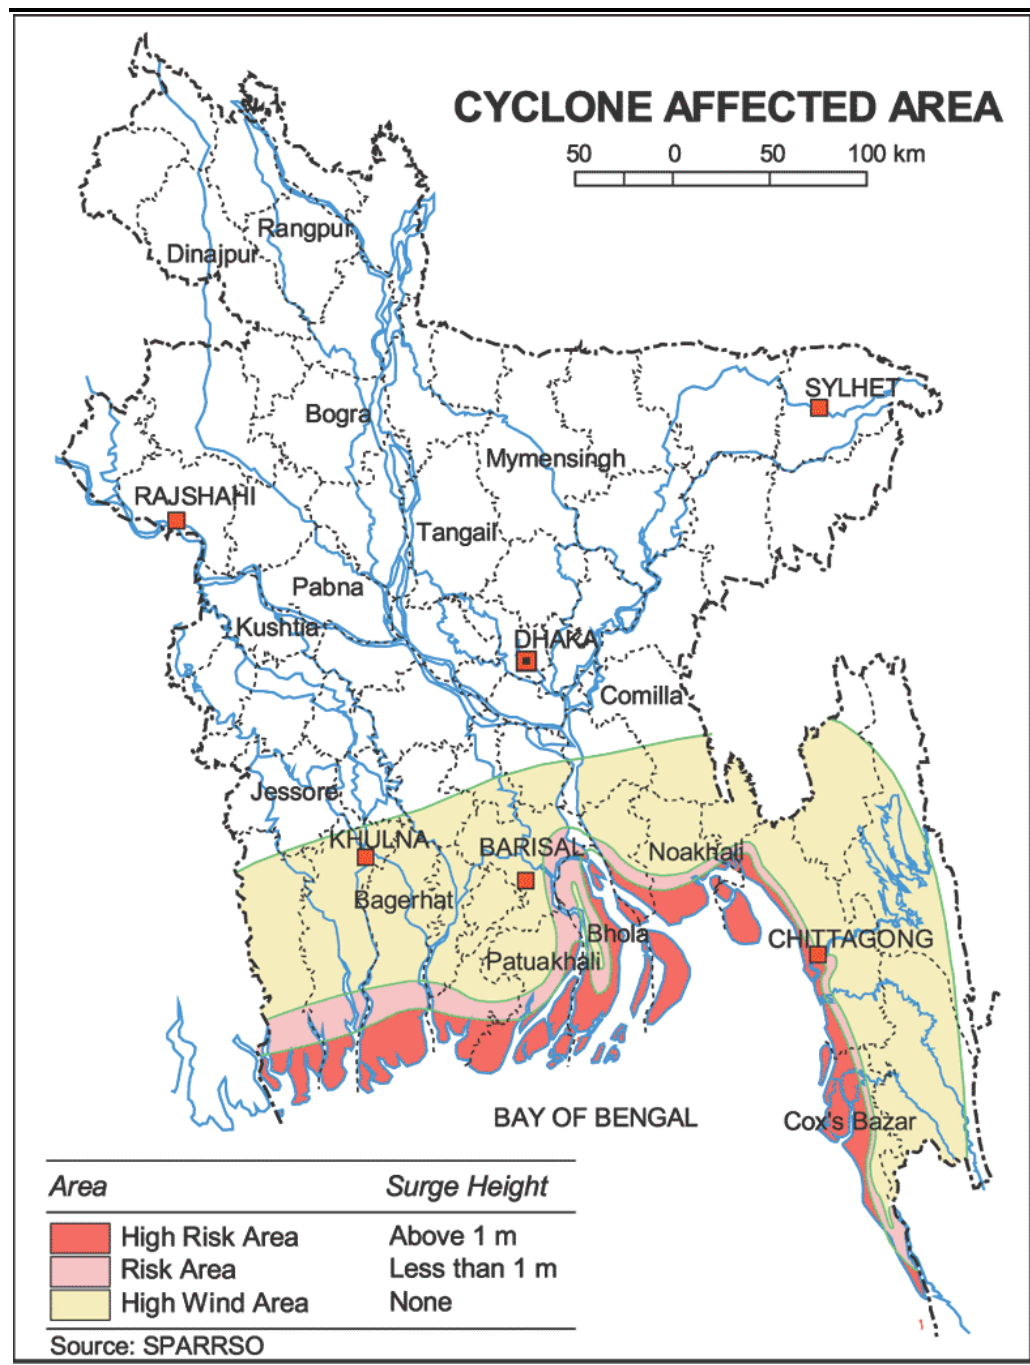 CYCLONE AFFECTED AREA
50 0 50 100 km
Rangpur
Dinajpur
SYLHET
Bogra
Mymensingh
RAJSHAHI
Tangail
Pabna
Kushtia
DHAKA
Comilla
Jessore
KHULNA
BARISAL
Noakhali
Bagerhat
Bhola
CHITTAGONG
Patuakhali
BAY OF BENGAL
Cox's Bazar
Area Surge Height
High Risk Area Above 1 m
Risk Area Less than 1 m
High Wind Area None
Source: SPARRSO
1